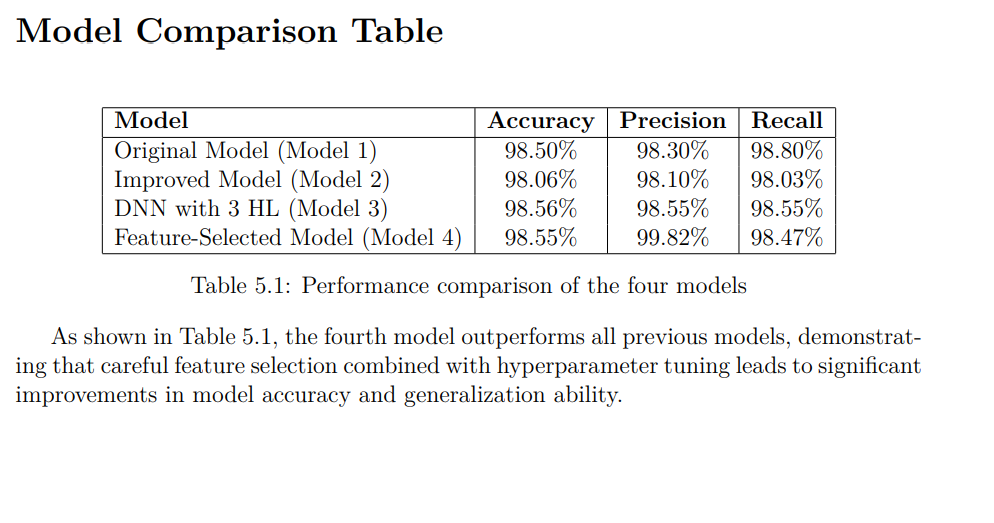 Model Comparison Table
Model Accuracy Precision Recall
Original Model (Model 1) 98.50% 98.30% 98.80%
Improved Model (Model 2) 98.06% 98.10% 98.03%
DNN with 3 HL (Model 3) 98.56% 98.55% 98.55%
Feature-Selected Model (Model 4) 98.55% 99.82% 98.47%
Table 5.1: Performance comparison of the four models
As shown in Table 5.1, the fourth model outperforms all previous models, demonstrat-
ing that careful feature selection combined with hyperparameter tuning leads to significant
improvements in model accuracy and generalization ability.